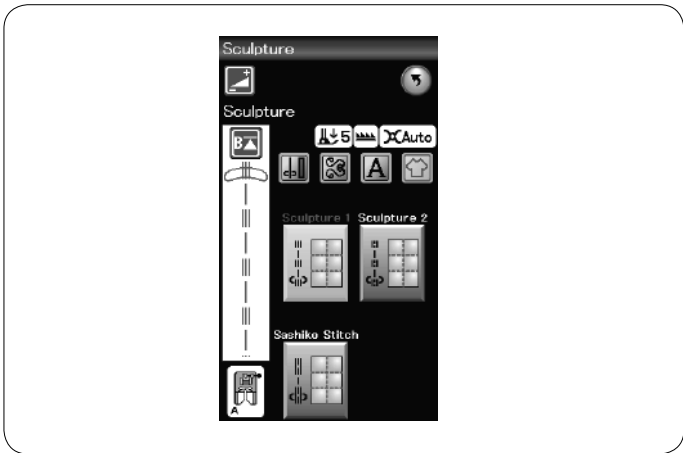 Sculpture
Sculpture
5 Auto
B
A
Sculpture 1 Sculpture 2
Sashiko Stitch
A